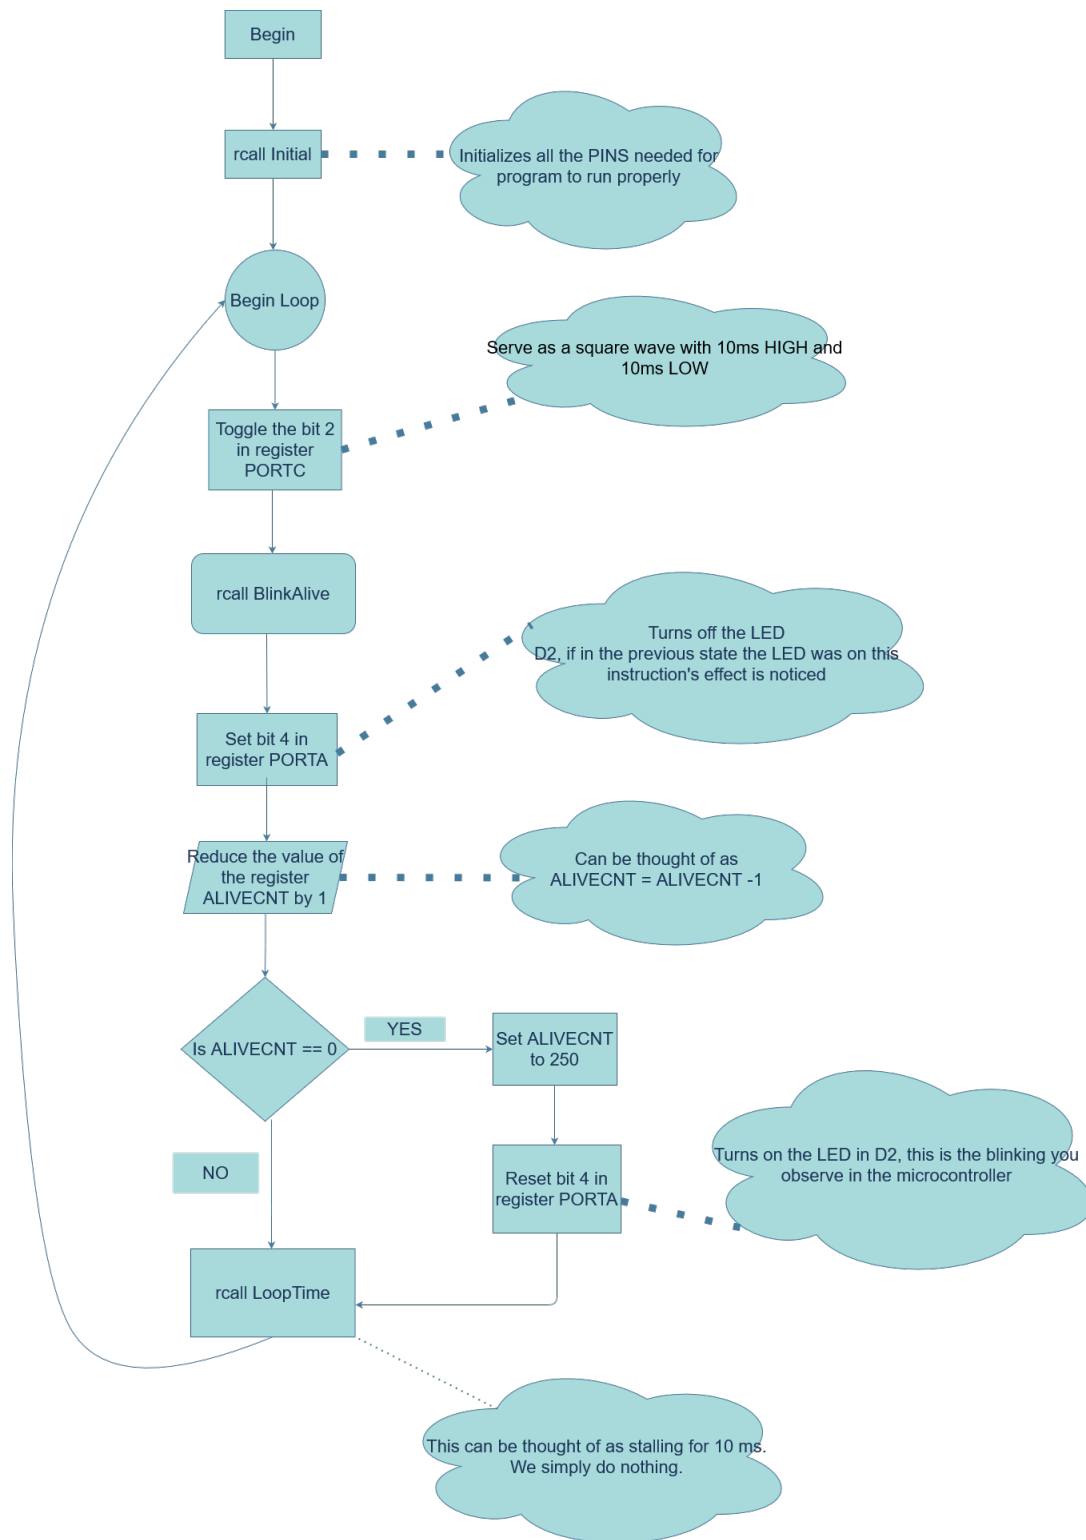 Begin
rcall Initial
Initializes all the PINS needed for
program to run properly
Begin Loop
Serve as a square wave with 10ms HIGH and
10ms LOW
Toggle the bit 2
in register
PORTC
rcall BlinkAlive
Turns off the LED
D2, if in the previous state the LED was on this
instruction's effect is noticed
Set bit 4 in
register PORTA
Reduce the value of
the register
ALIVECNT by 1
Can be thought of as
ALIVECNT = ALIVECNT -1
Is ALIVECNT == 0
YES
Set ALIVECNT
to 250
NO
Reset bit 4 in
register PORTA
Turns on the LED in D2, this is the blinking you
observe in the microcontroller
rcall LoopTime
This can be thought of as stalling for 10 ms.
We simply do nothing.